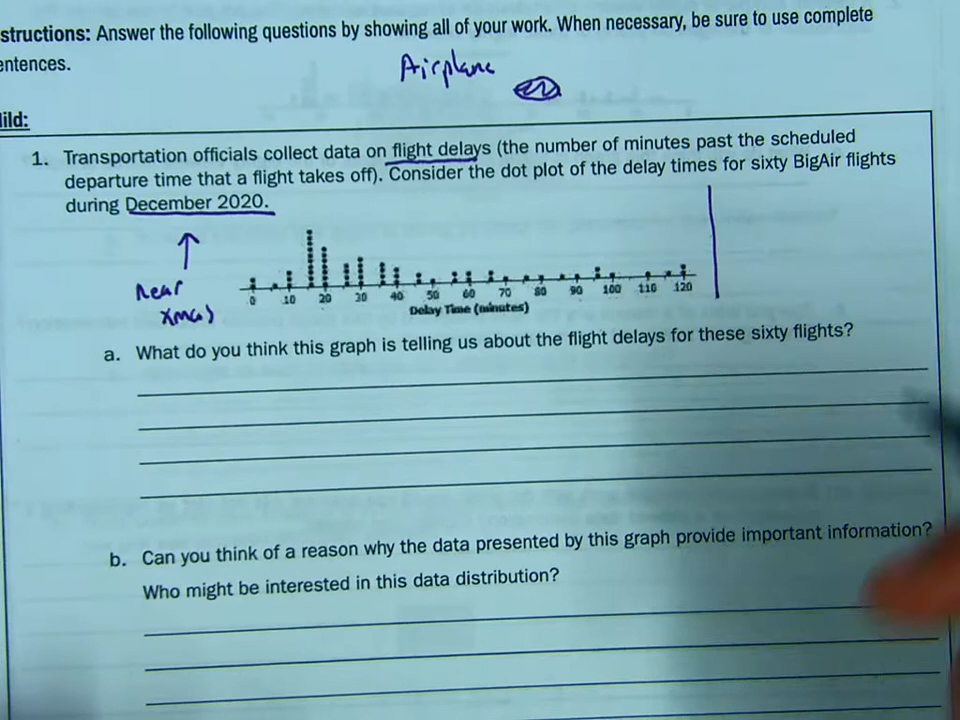 structions: Answer the following questions by showing all of your work. When necessary, be sure to use complete
entences.
Airplane
ild:
1. Transportation officials collect data on flight delays (the number of minutes past the scheduled
departure time that a flight takes off). Consider the dot plot of the delay times for sixty BigAir flights
during December 2020.
near
xmas
0 10 20 30 40 50 60 70 80 90 100 110 120
Delay Time (minutes)
a. What do you think this graph is telling us about the flight delays for these sixty flights?
b. Can you think of a reason why the data presented by this graph provide important information?
Who might be interested in this data distribution?